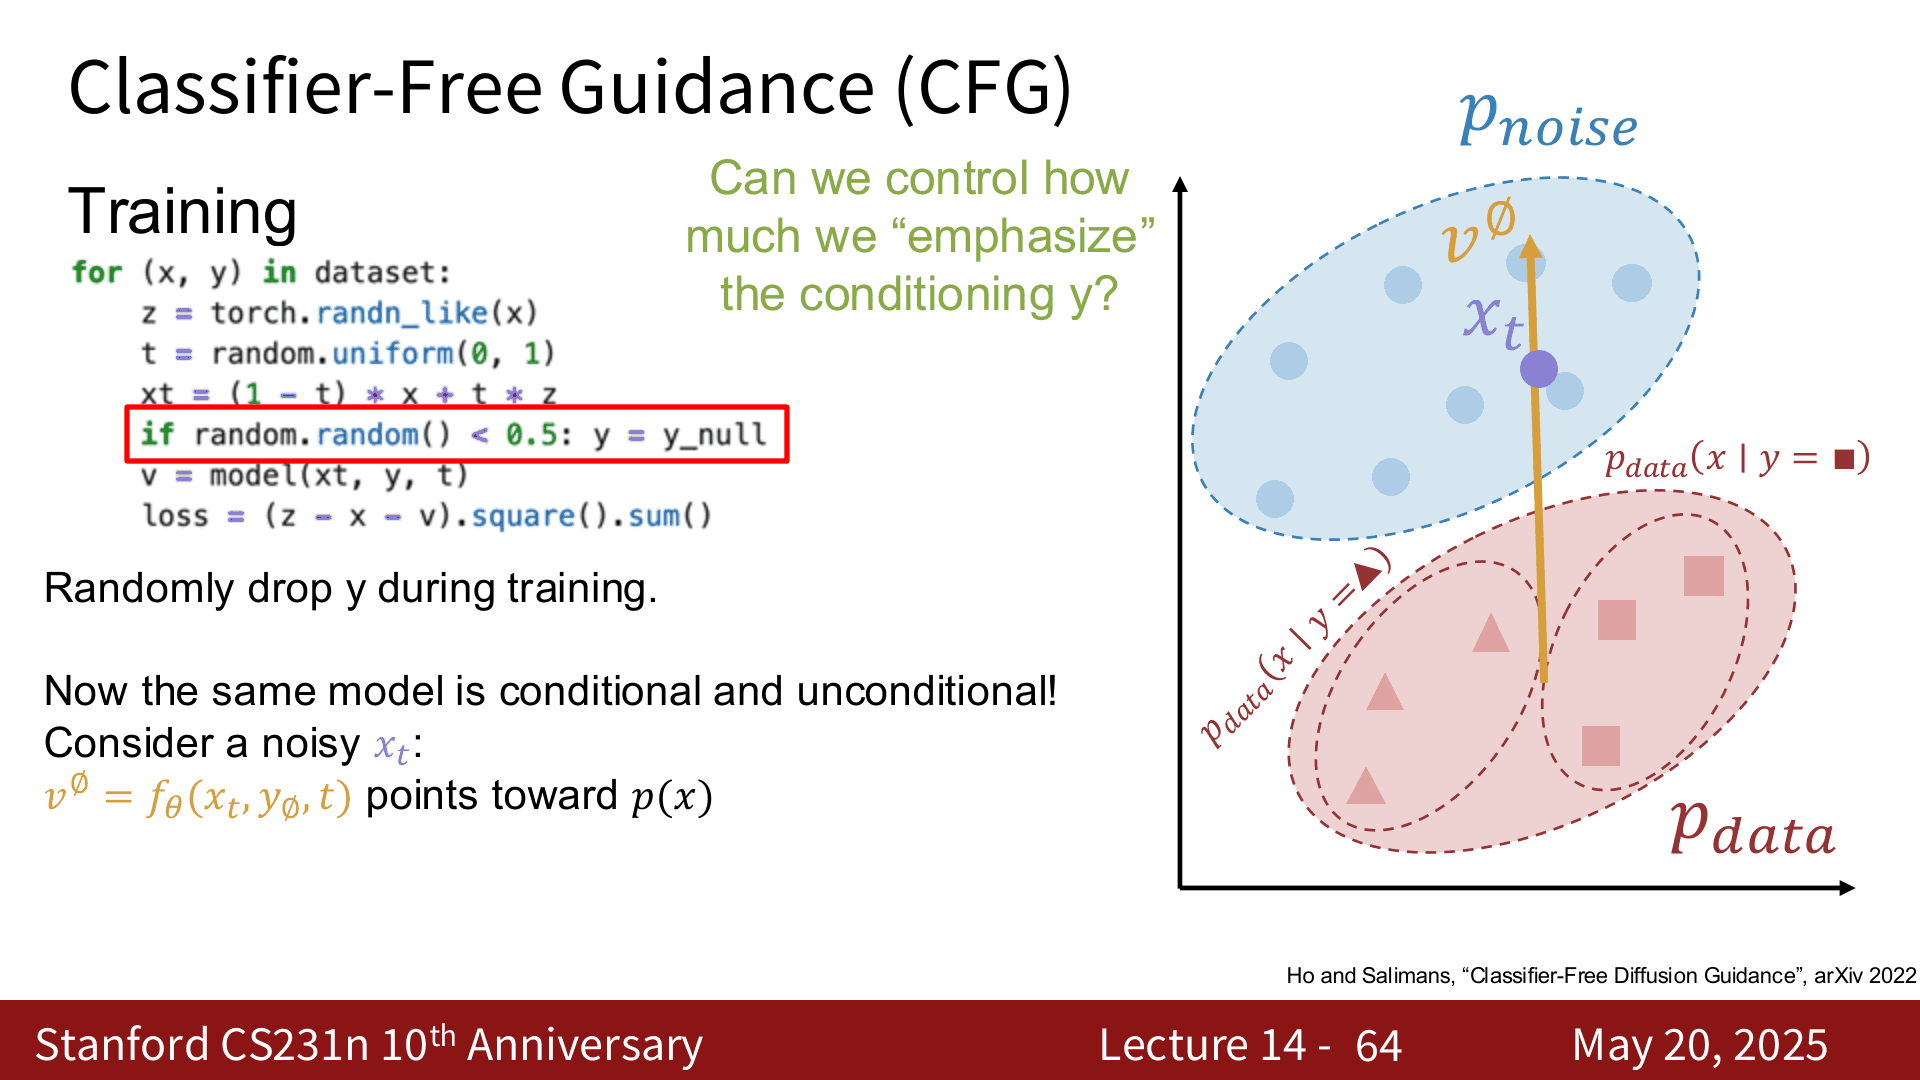 Classifier-Free Guidance (CFG)
Training
for (x, y) in dataset:
    z = torch.randn_like(x)
    t = random.uniform(0, 1)
    xt = (1 - t) * x + t * z
    if random.random() < 0.5: y = y_null
    v = model(xt, y, t)
    loss = (z - x - v).square().sum()
Can we control how
much we “emphasize”
the conditioning y?
Randomly drop y during training.
Now the same model is conditional and unconditional!
Consider a noisy x_t:
v^∅ = f_θ(x_t, y_∅, t) points toward p(x)
p_noise
v^∅
x_t
p_data(x | y = ■)
p_data(x | y = ▲)
p_data
Ho and Salimans, “Classifier-Free Diffusion Guidance”, arXiv 2022
Stanford CS231n 10th Anniversary
Lecture 14 - 64
May 20, 2025